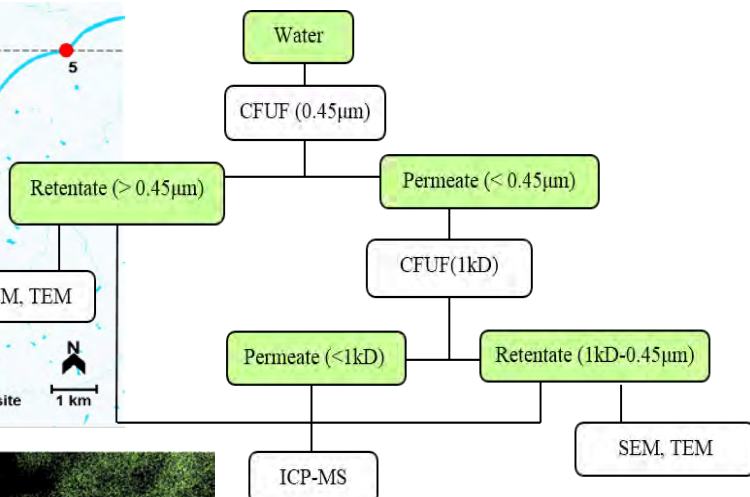 Water
5
CFUF (0.45μm)
Retentate (> 0.45μm)
Permeate (< 0.45μm)
CFUF(1kD)
M, TEM
N
Permeate (<1kD)
Retentate (1kD-0.45μm)
site
1 km
SEM, TEM
ICP-MS